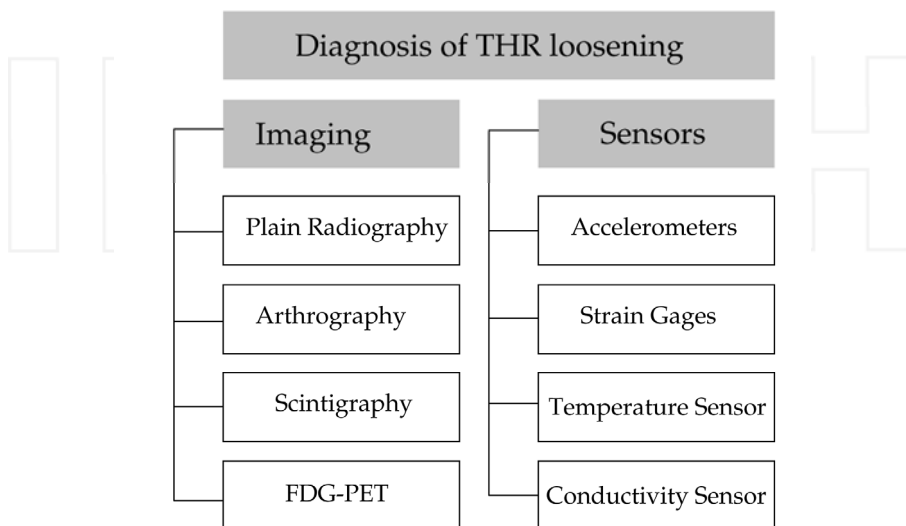 Diagnosis of THR loosening
Imaging
Plain Radiography
Arthrography
Scintigraphy
FDG-PET
Sensors
Accelerometers
Strain Gages
Temperature Sensor
Conductivity Sensor